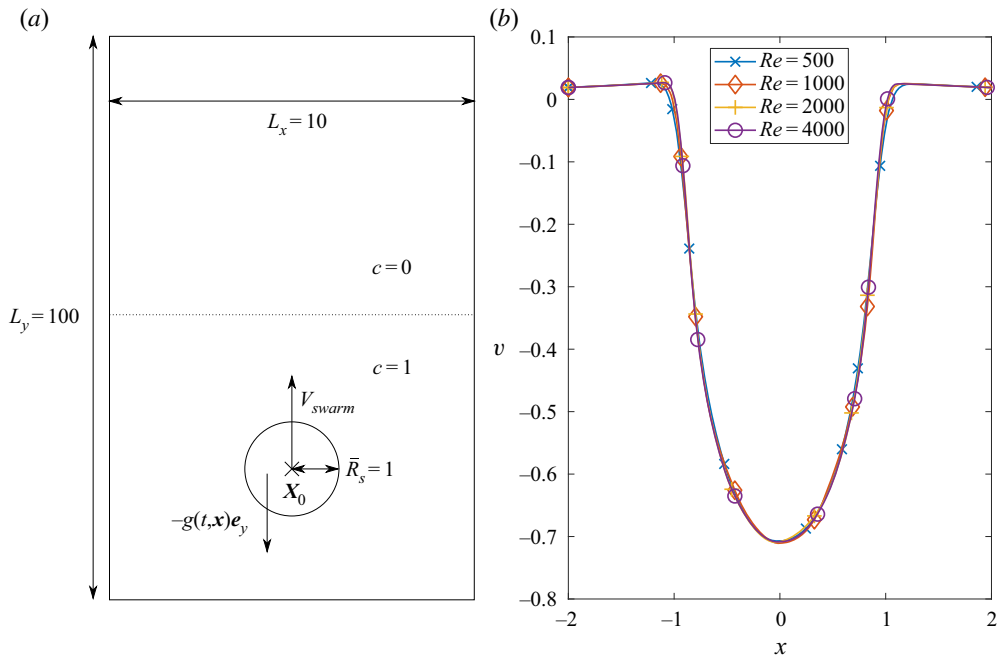 (a)
L_x = 10
c = 0
L_y = 100
c = 1
V_swarm
R̄_s = 1
X_0
–g(t,x)e_y
(b)
Re = 500
Re = 1000
Re = 2000
Re = 4000
0.1
0
–0.1
–0.2
–0.3
–0.4
–0.5
–0.6
–0.7
–0.8
v
–2
–1
0
1
2
x